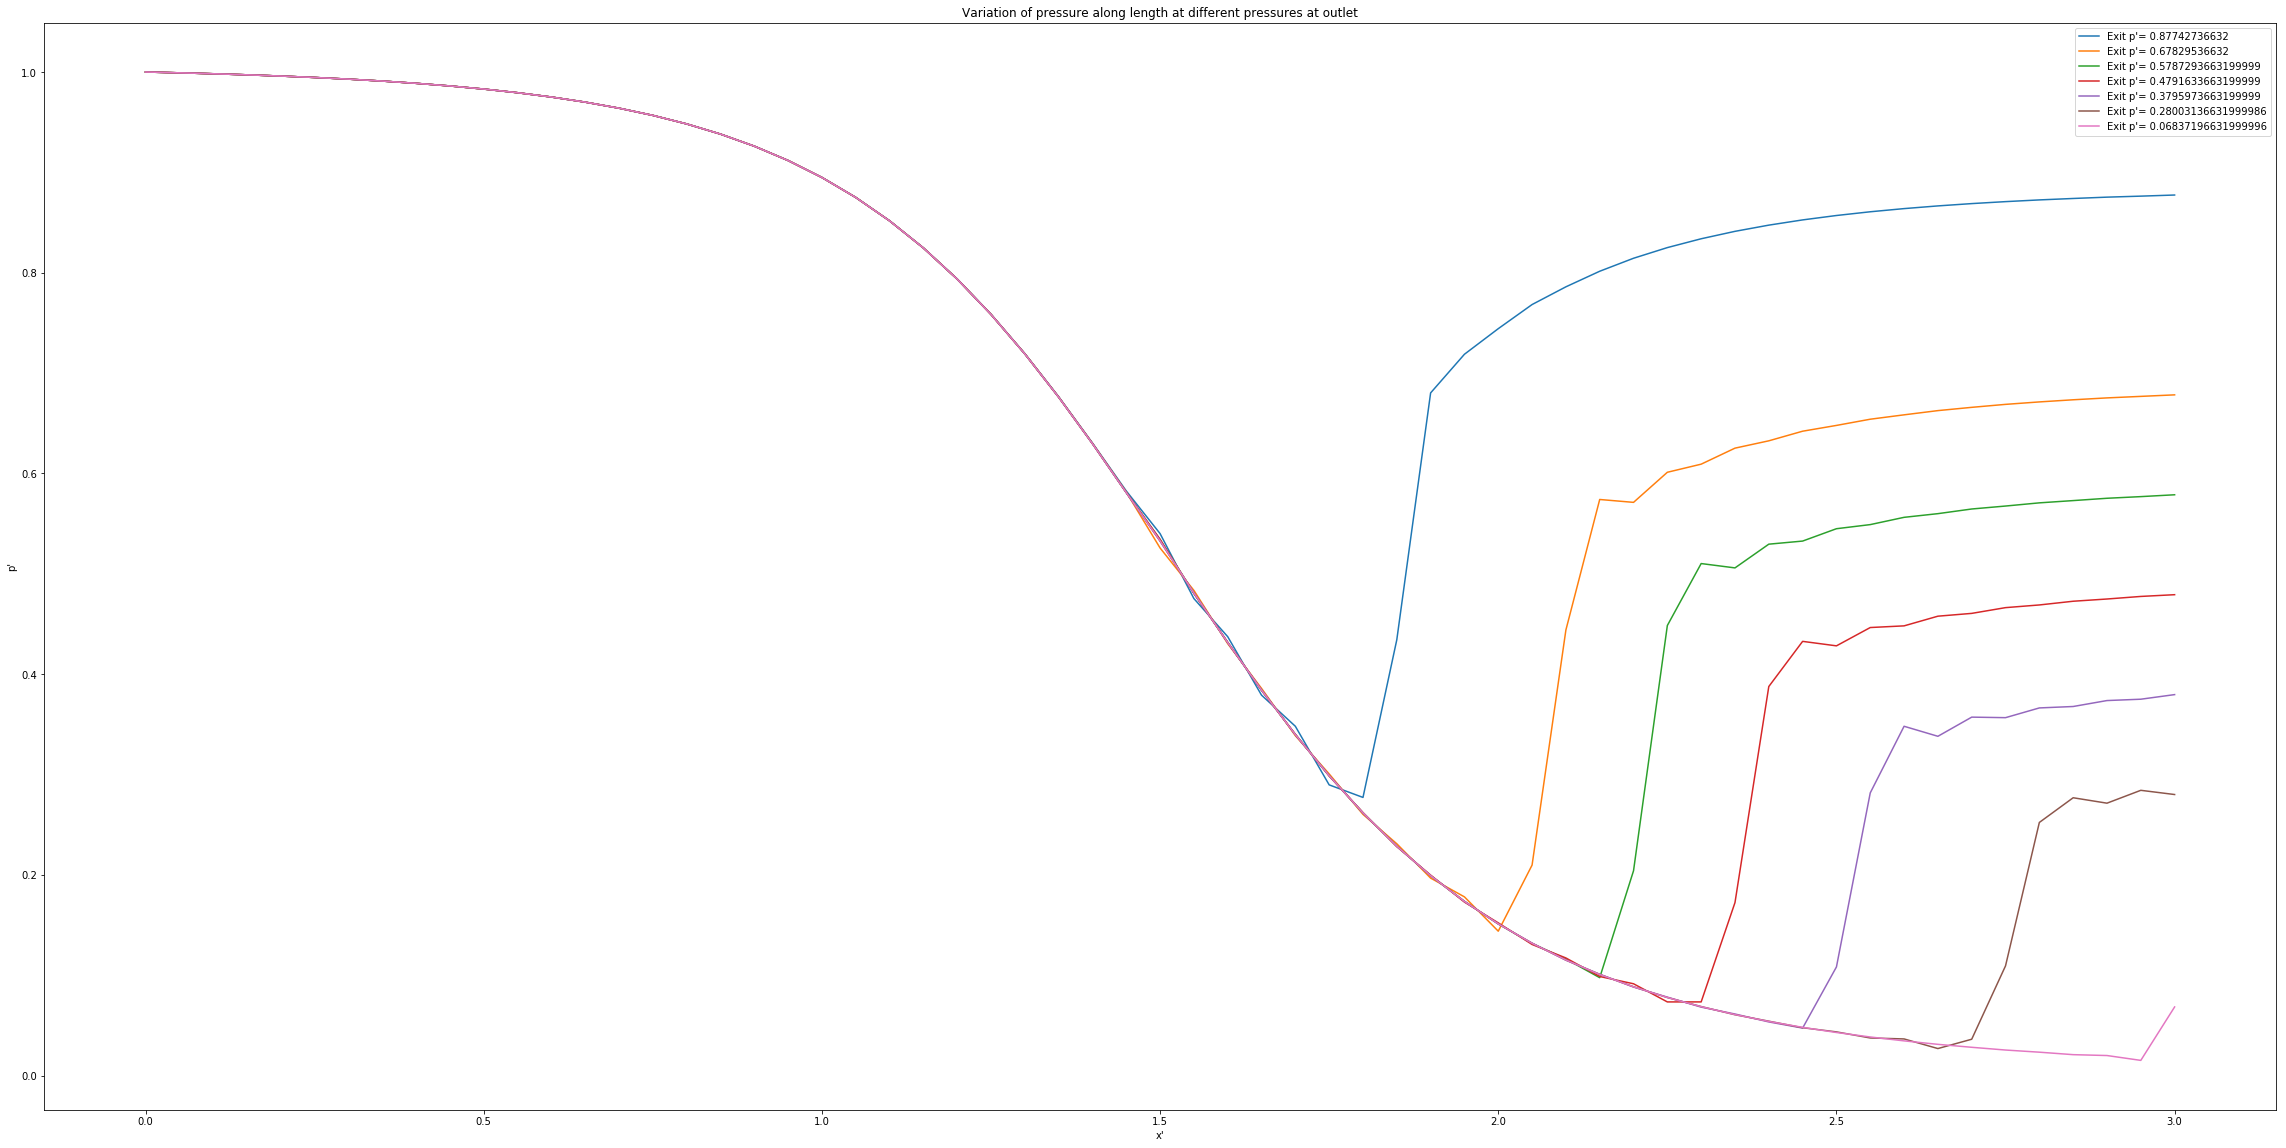 Variation of pressure along length at different pressures at outlet
Exit p'= 0.87742736632
Exit p'= 0.67829536632
Exit p'= 0.5787293663199999
Exit p'= 0.4791633663199999
Exit p'= 0.3795973663199999
Exit p'= 0.28003136631999986
Exit p'= 0.06837196631999996
1.0
0.8
0.6
p'
0.4
0.2
0.0
0.0 0.5 1.0 1.5 2.0 2.5 3.0
x'